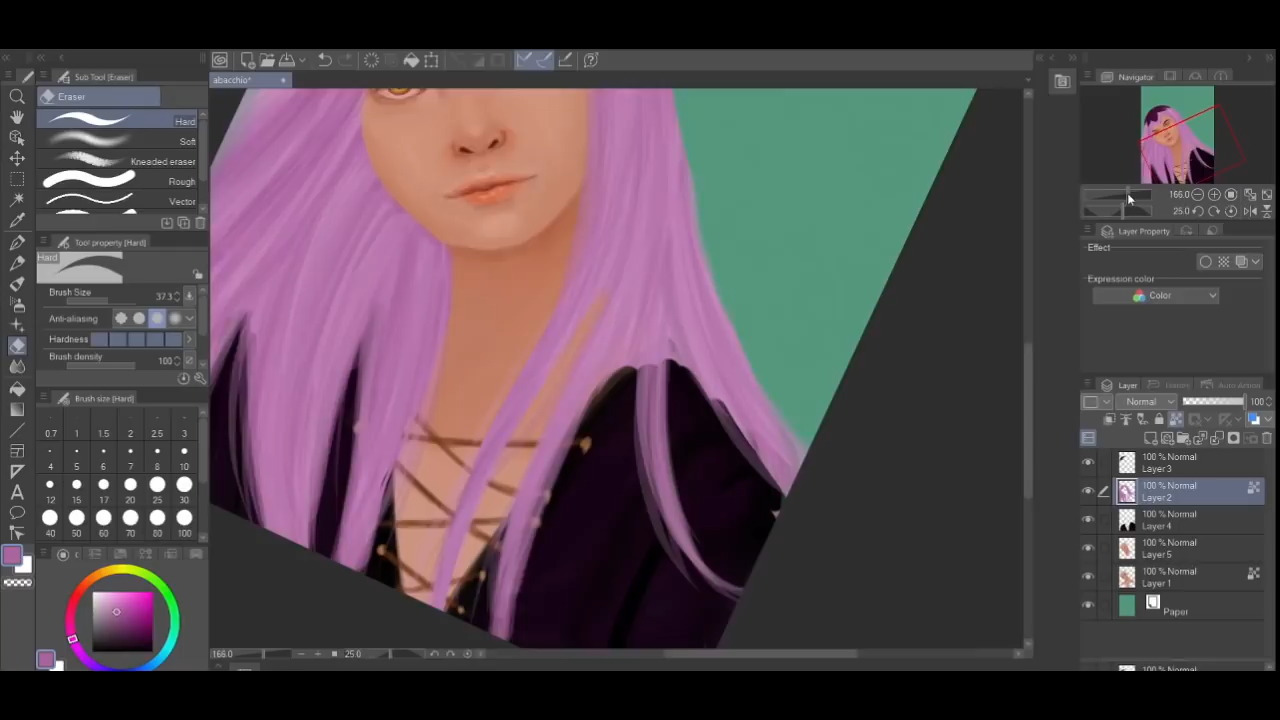 Sub Tool [Eraser]
Eraser
Hard
Soft
Kneaded eraser
Rough
Vector
Tool property [Hard]
Hard
Brush Size 37.3
Anti-aliasing
Hardness
Brush density 100
Brush size [Hard]
0.7 1 1.5 2 2.5 3
4 5 6 7 8 10
12 15 17 20 25 30
40 50 60 70 80 100
abacchio*
166.0 25.0
Navigator
166.0
25.0
Layer Property
Effect
Expression color
Color
Layer Auto Action
Normal 100
100 % Normal
Layer 3
100 % Normal
Layer 2
100 % Normal
Layer 4
100 % Normal
Layer 5
100 % Normal
Layer 1
Paper